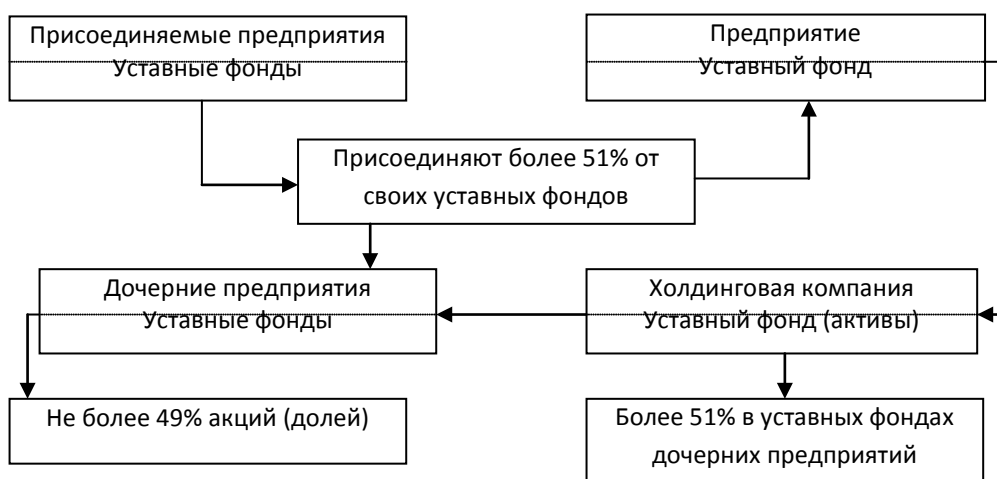 Присоединяемые предприятия
Уставные фонды
Предприятие
Уставный фонд
Присоединяют более 51% от
своих уставных фондов
Дочерние предприятия
Уставные фонды
Холдинговая компания
Уставный фонд (активы)
Не более 49% акций (долей)
Более 51% в уставных фондах
дочерних предприятий